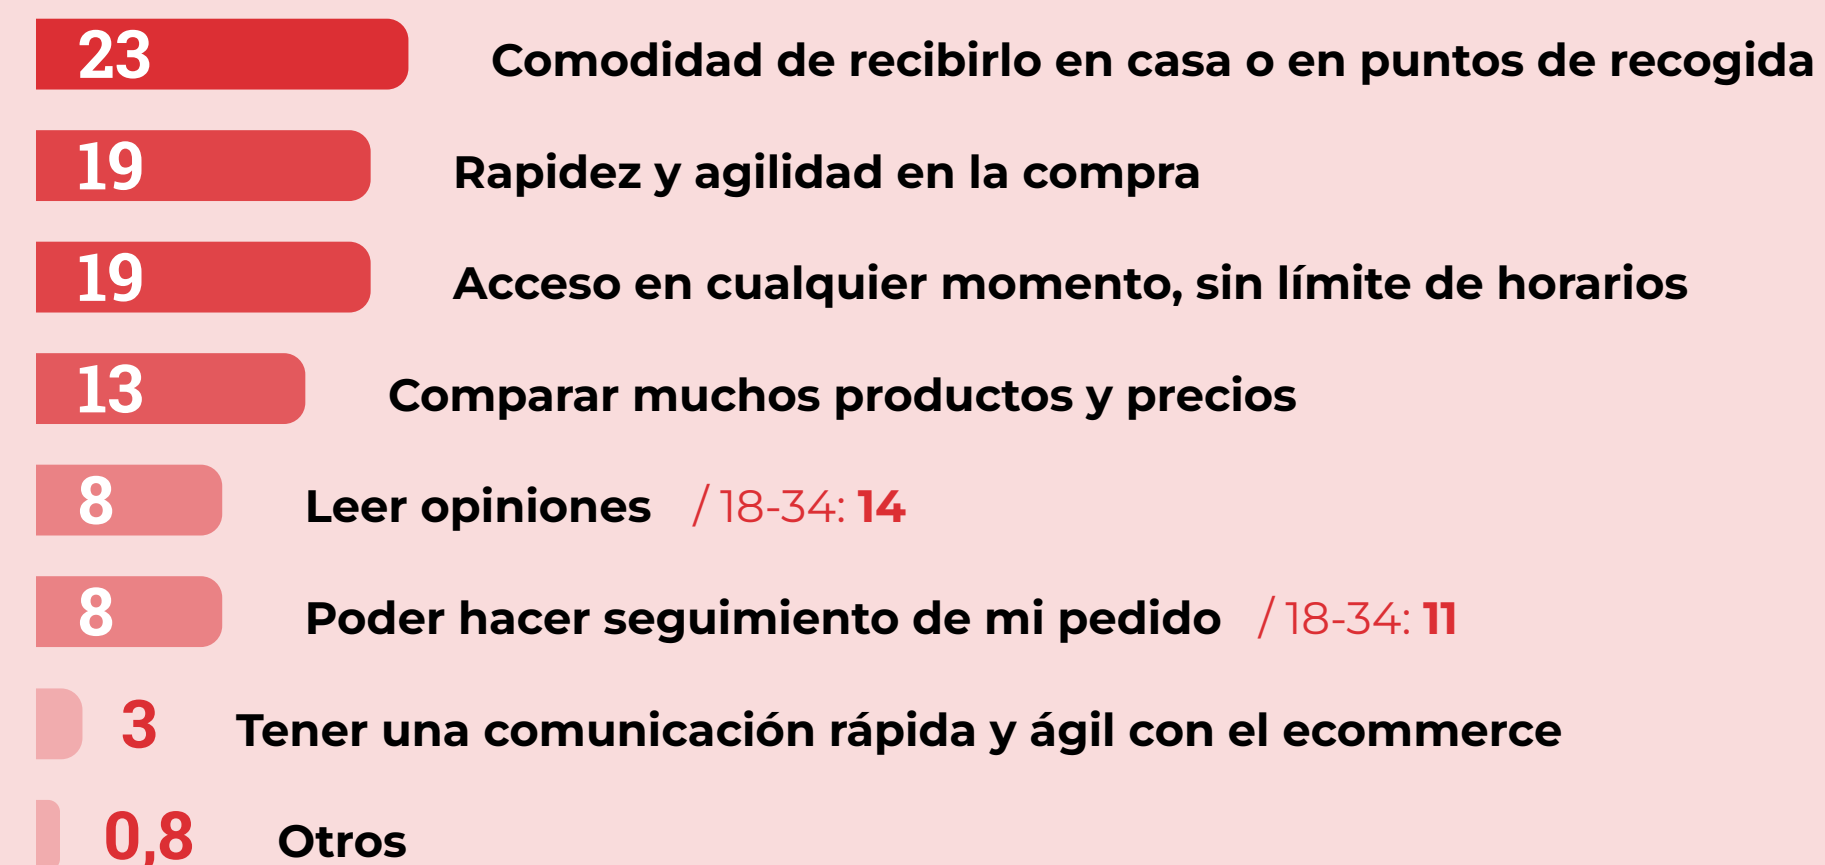 23 Comodidad de recibirlo en casa o en puntos de recogida
19 Rapidez y agilidad en la compra
19 Acceso en cualquier momento, sin límite de horarios
13 Comparar muchos productos y precios
8 Leer opiniones / 18-34: 14
8 Poder hacer seguimiento de mi pedido / 18-34: 11
3 Tener una comunicación rápida y ágil con el ecommerce
0,8 Otros